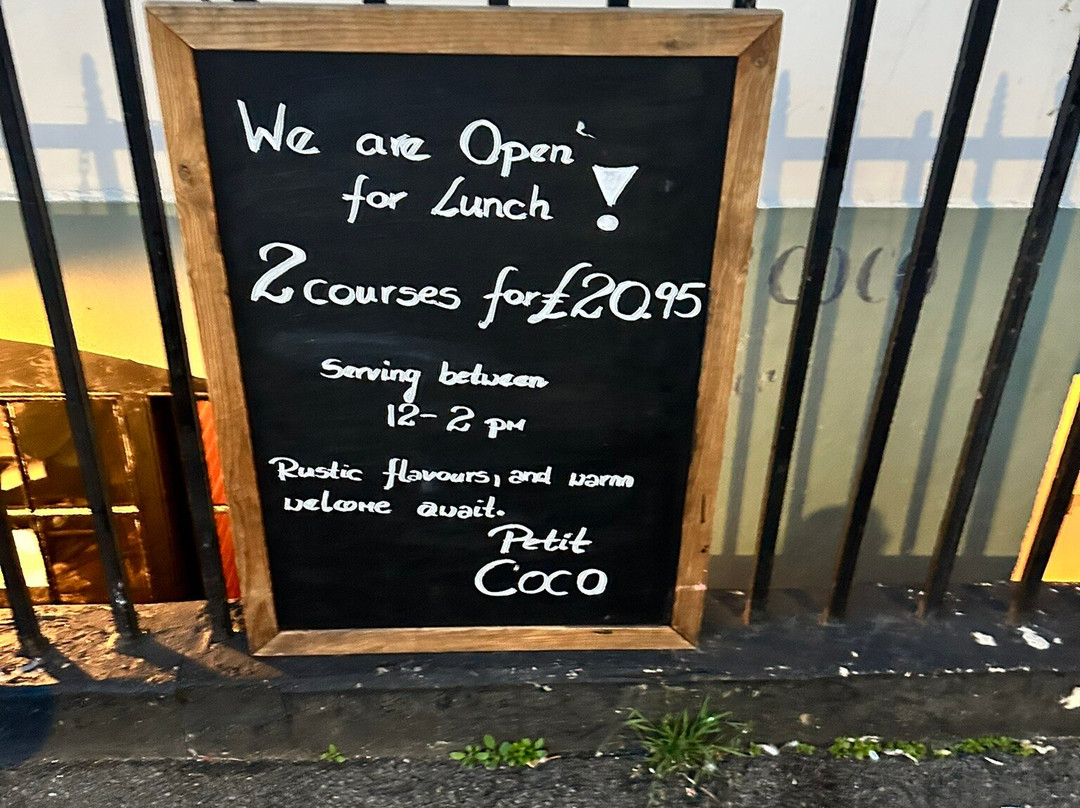 We are Open
for Lunch!
2 courses for £20.95
Serving between
12-2 pm
Rustic flavours, and warm
welcome await.
Petit
Coco
COCO